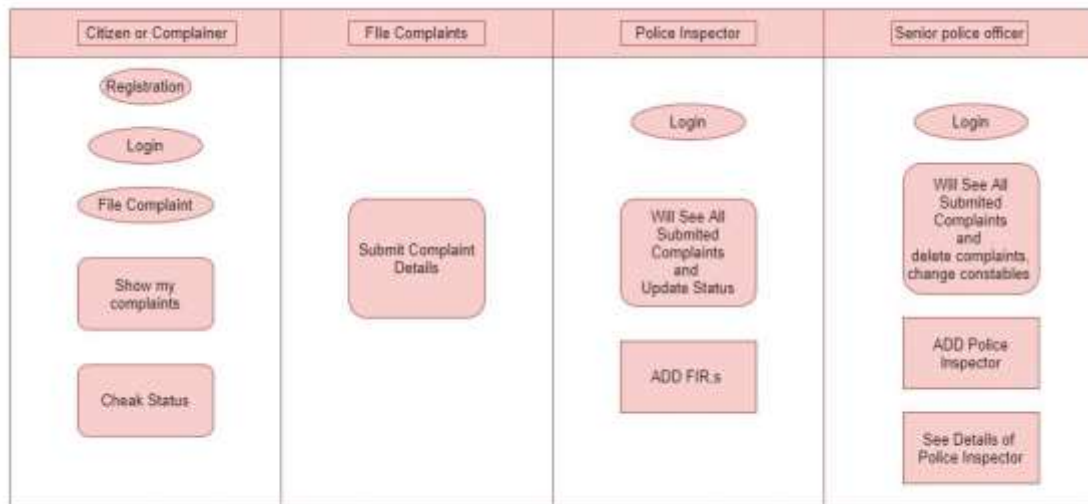 Citizen or Complainer
File Complaints
Police Inspector
Senior police officer
Registration
Login
File Complaint
Show my
complaints
Cheak Status
Submit Complaint
Details
Login
Will See All
Submited
Complaints
and
Update Status
ADD FIR.s
Login
Will See All
Submited
Complaints
and
delete complaints,
change constables
ADD Police
Inspector
See Details of
Police Inspector